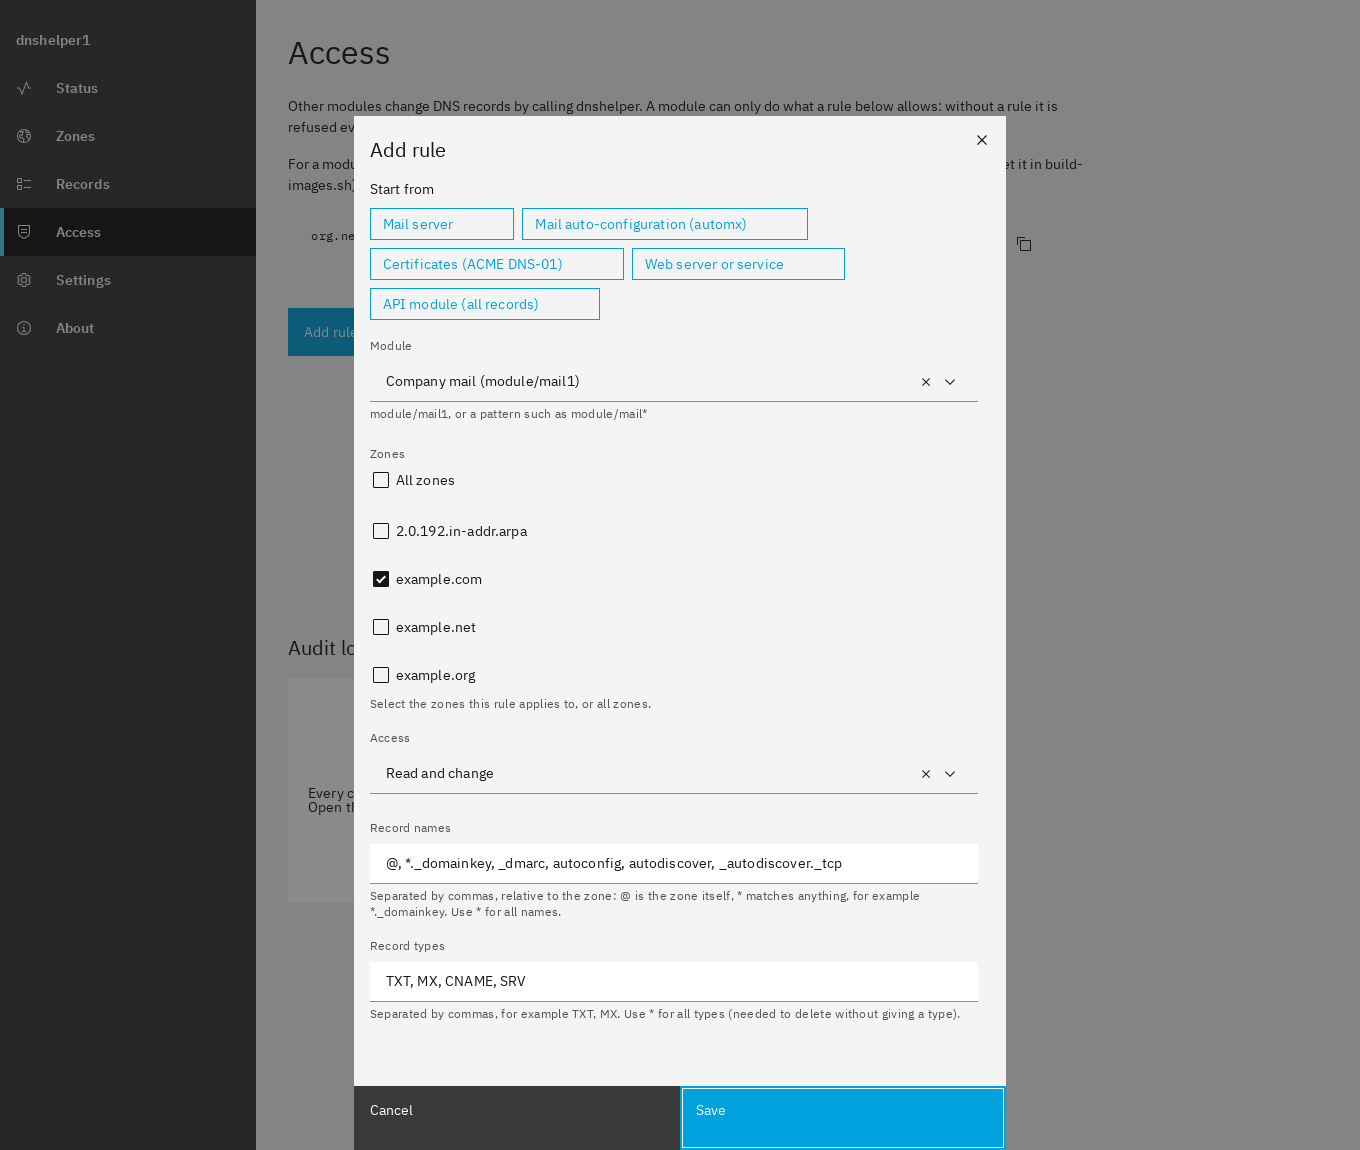 dnshelper1
Status
Zones
Records
Access
Settings
About
Access
Other modules change DNS records by calling dnshelper. A module can only do what a rule below allows: without a rule it is
refused
For a
images.sh)
Add rule
Every
Open
Add rule
Start from
Mail server
Mail auto-configuration (automx)
Certificates (ACME DNS-01)
Web server or service
API module (all records)
Module
Company mail (module/mail1)
module/mail1, or a pattern such as module/mail*
Zones
All zones
2.0.192.in-addr.arpa
example.com
example.net
example.org
Select the zones this rule applies to, or all zones.
Access
Read and change
Record names
@, *._domainkey, _dmarc, autoconfig, autodiscover, _autodiscover._tcp
Separated by commas, relative to the zone: @ is the zone itself, * matches anything, for example
*._domainkey. Use * for all names.
Record types
TXT, MX, CNAME, SRV
Separated by commas, for example TXT, MX. Use * for all types (needed to delete without giving a type).
Cancel
Save
it in build-
Audit